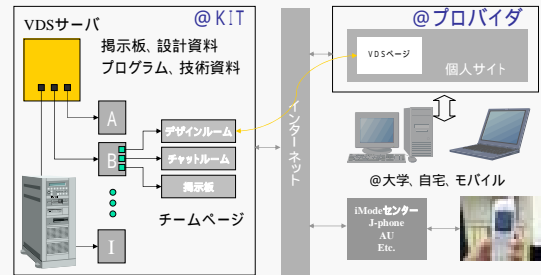 VDSサーバ
@KIT
掲示板、設計資料
プログラム、技術資料
A
B
I
デザインルーム
チャットルーム
掲示板
チームページ
インターネット
@プロバイダ
VDSページ
個人サイト
@大学、自宅、モバイル
iModeセンター
J-phone
AU
Etc.